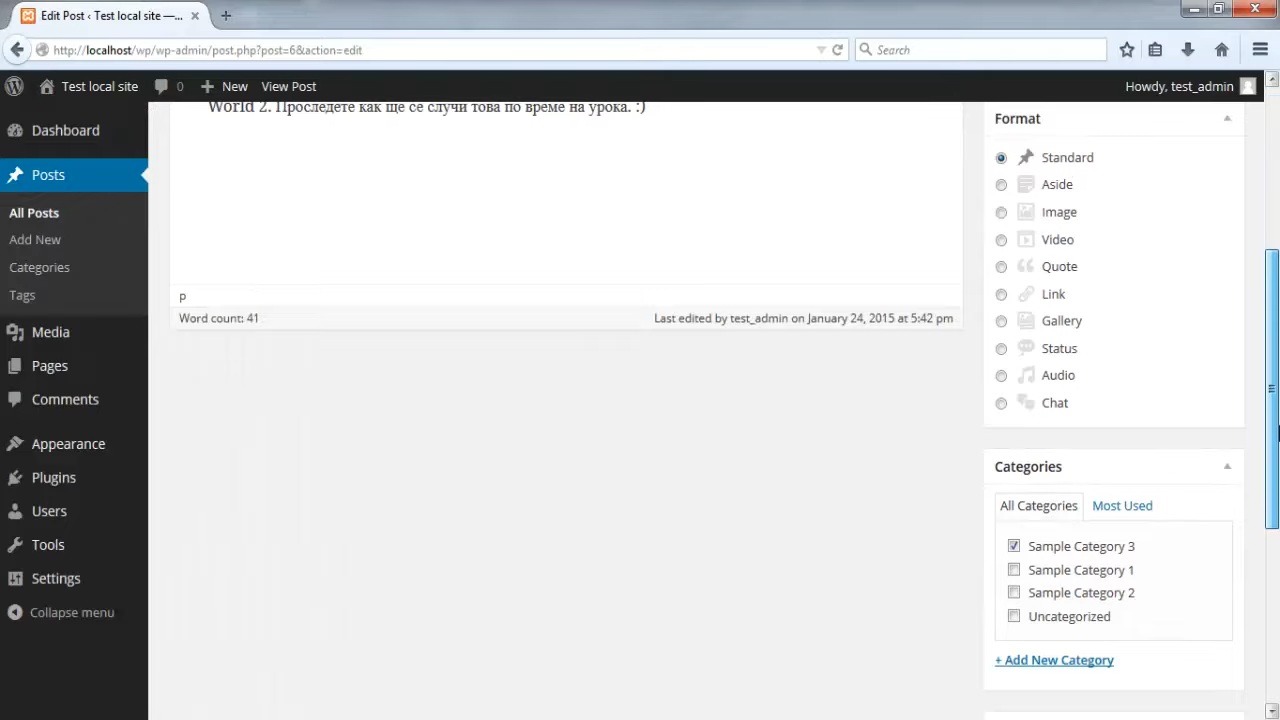 Edit Post ‹ Test local site —...
http://localhost/wp/wp-admin/post.php?post=6&action=edit
Search
Test local site
0
New
View Post
Howdy, test_admin
Dashboard
Posts
All Posts
Add New
Categories
Tags
Media
Pages
Comments
Appearance
Plugins
Users
Tools
Settings
Collapse menu
World 2. Проследете как ще се случи това по време на урока. :)
p
Word count: 41
Last edited by test_admin on January 24, 2015 at 5:42 pm
Format
Standard
Aside
Image
Video
Quote
Link
Gallery
Status
Audio
Chat
Categories
All Categories
Most Used
Sample Category 3
Sample Category 1
Sample Category 2
Uncategorized
+ Add New Category